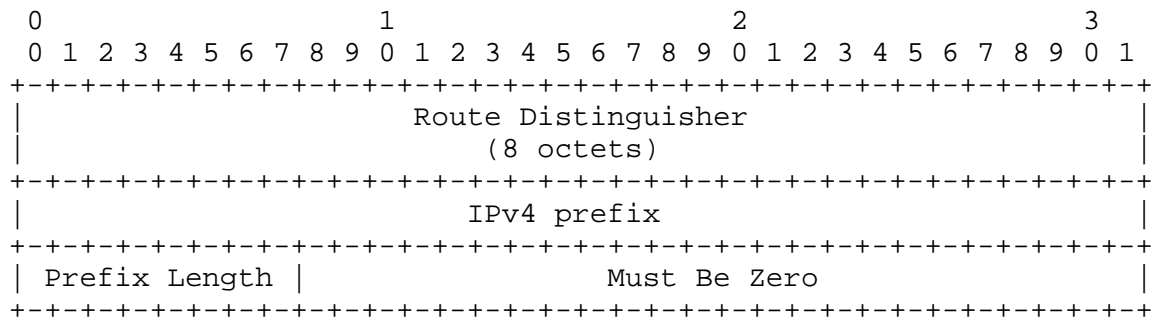 0                   1                   2                   3
 0 1 2 3 4 5 6 7 8 9 0 1 2 3 4 5 6 7 8 9 0 1 2 3 4 5 6 7 8 9 0 1
+-+-+-+-+-+-+-+-+-+-+-+-+-+-+-+-+-+-+-+-+-+-+-+-+-+-+-+-+-+-+-+-+
|                      Route Distinguisher                      |
|                          (8 octets)                           |
+-+-+-+-+-+-+-+-+-+-+-+-+-+-+-+-+-+-+-+-+-+-+-+-+-+-+-+-+-+-+-+-+
|                         IPv4 prefix                           |
+-+-+-+-+-+-+-+-+-+-+-+-+-+-+-+-+-+-+-+-+-+-+-+-+-+-+-+-+-+-+-+-+
| Prefix Length |                 Must Be Zero                  |
+-+-+-+-+-+-+-+-+-+-+-+-+-+-+-+-+-+-+-+-+-+-+-+-+-+-+-+-+-+-+-+-+